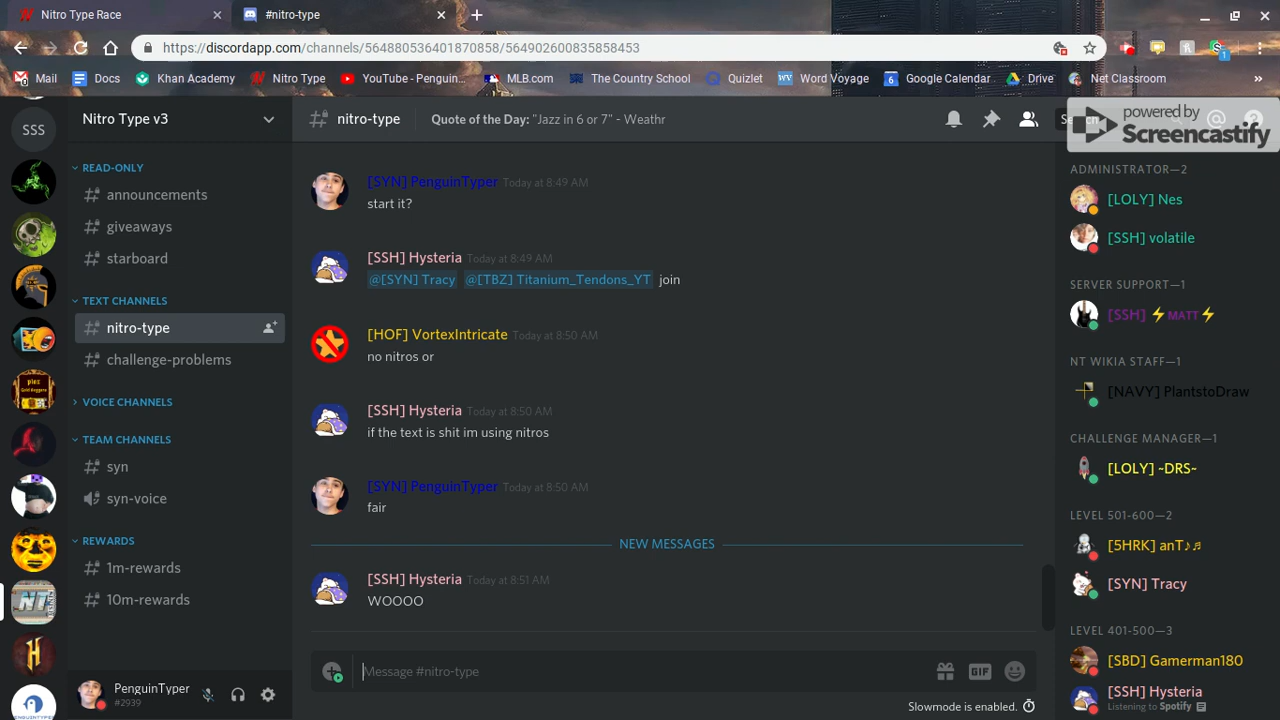 Nitro Type Race
#nitro-type
https://discordapp.com/channels/564880536401870858/564902600835858453
1
Mail
Docs
Khan Academy
Nitro Type
YouTube - Penguin...
MLB.com
The Country School
Quizlet
WV
Word Voyage
6
Google Calendar
Drive
Net Classroom
»
SSS
Nitro Type v3
nitro-type
Quote of the Day: "Jazz in 6 or 7" - Weathr
powered by
Screencastify
READ-ONLY
announcements
giveaways
starboard
TEXT CHANNELS
nitro-type
challenge-problems
VOICE CHANNELS
TEAM CHANNELS
syn
syn-voice
REWARDS
1m-rewards
10m-rewards
PenguinTyper
#2939
[SYN] PenguinTyper Today at 8:49 AM
start it?
[SSH] Hysteria Today at 8:49 AM
@[SYN] Tracy @[TBZ] Titanium_Tendons_YT join
[HOF] VortexIntricate Today at 8:50 AM
no nitros or
[SSH] Hysteria Today at 8:50 AM
if the text is shit im using nitros
[SYN] PenguinTyper Today at 8:50 AM
fair
NEW MESSAGES
[SSH] Hysteria Today at 8:51 AM
WOOOO
Message #nitro-type
GIF
Slowmode is enabled.
ADMINISTRATOR—2
[LOLY] Nes
[SSH] volatile
SERVER SUPPORT—1
[SSH] ⚡ᴍᴀᴛᴛ⚡
NT WIKIA STAFF—1
[NAVY] PlantstoDraw
CHALLENGE MANAGER—1
[LOLY] ~DRS~
LEVEL 501-600—2
[5HRK] anT♪♬
[SYN] Tracy
LEVEL 401-500—3
[SBD] Gamerman180
[SSH] Hysteria
Listening to Spotify